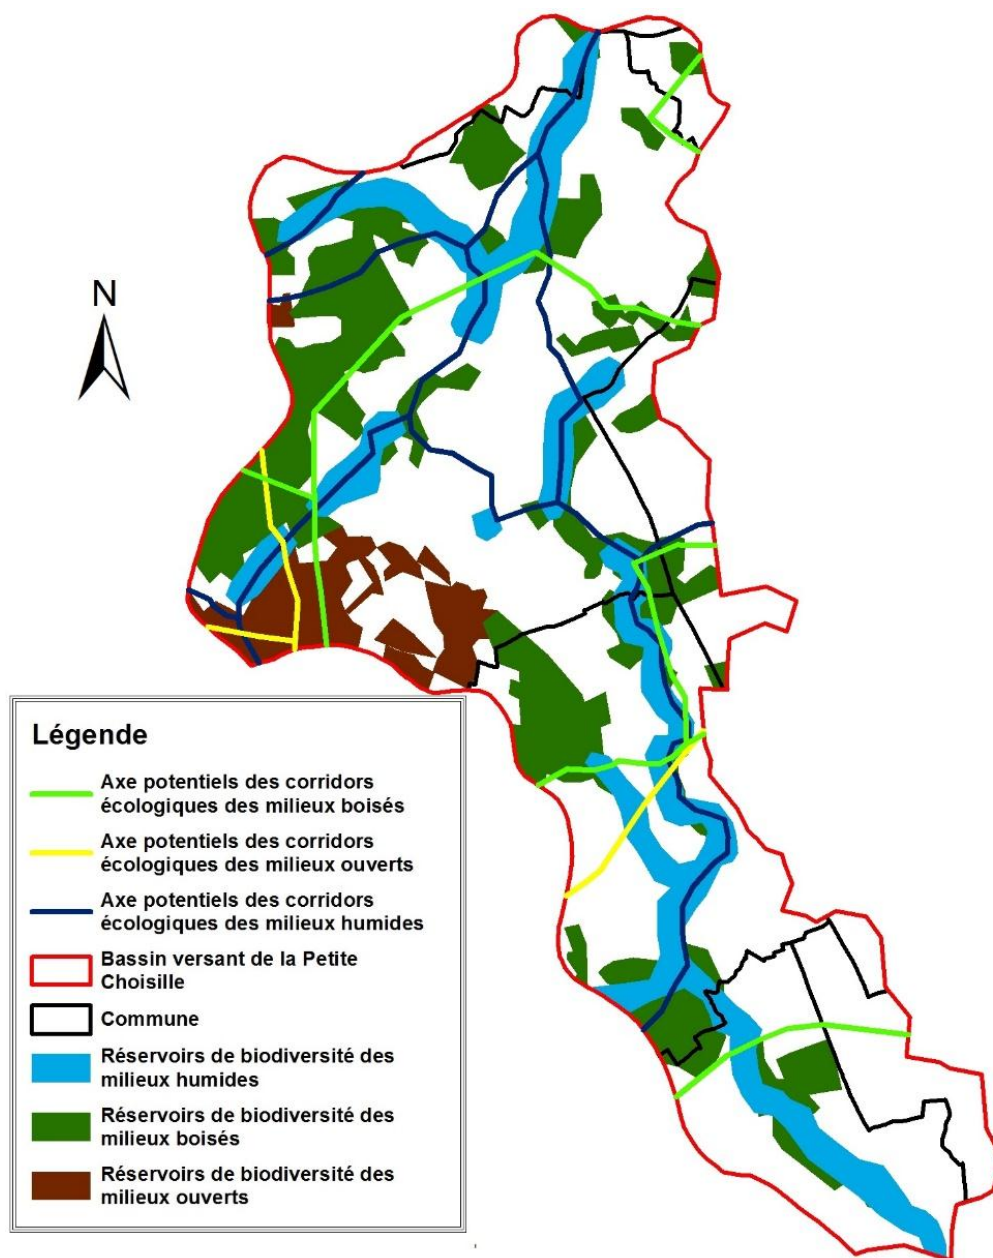 N
Légende
Axe potentiels des corridors
écologiques des milieux boisés
Axe potentiels des corridors
écologiques des milieux ouverts
Axe potentiels des corridors
écologiques des milieux humides
Bassin versant de la Petite
Choisille
Commune
Réservoirs de biodiversité des
milieux humides
Réservoirs de biodiversité des
milieux boisés
Réservoirs de biodiversité des
milieux ouverts